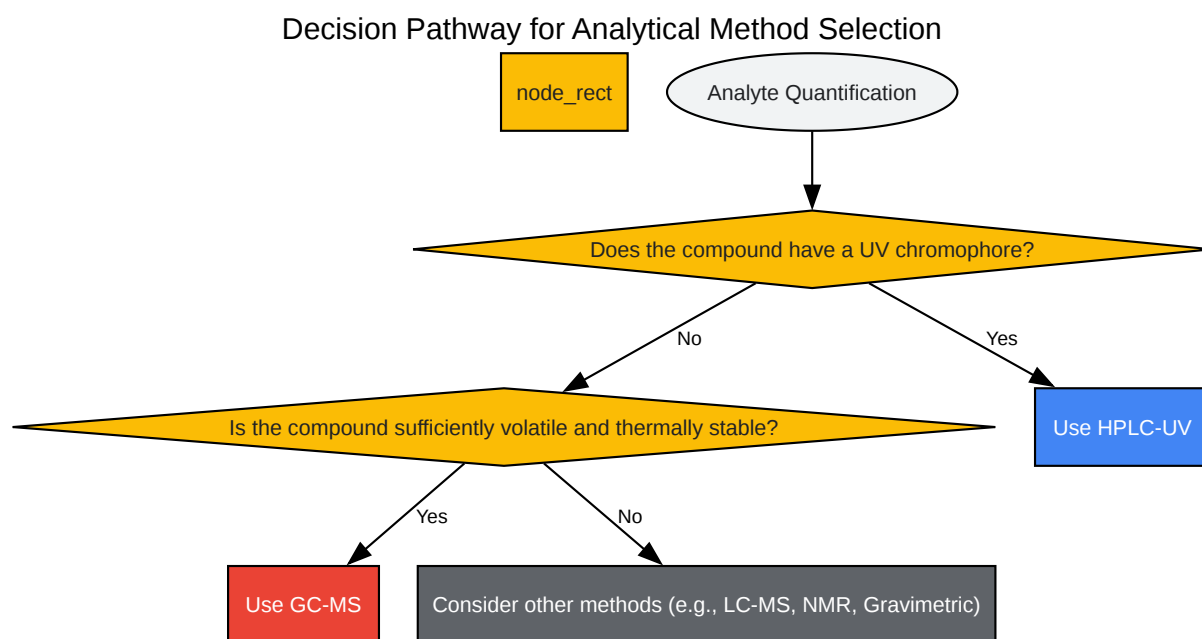 Decision Pathway for Analytical Method Selection
node_rect
Analyte Quantification
Does the compound have a UV chromophore?
No
Yes
Is the compound sufficiently volatile and thermally stable?
Use HPLC-UV
Yes
No
Use GC-MS
Consider other methods (e.g., LC-MS, NMR, Gravimetric)